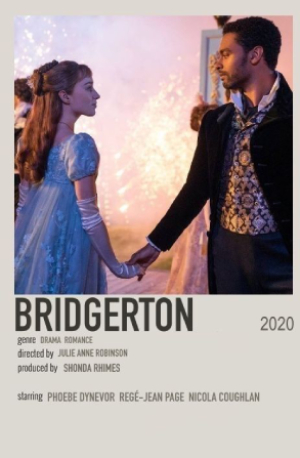 BRIDGERTON 2020
genre DRAMA ROMANCE
directed by JULIE ANNE ROBINSON
produced by SHONDA RHIMES
starring PHOEBE DYNEVOR REGÉ-JEAN PAGE NICOLA COUGHLAN